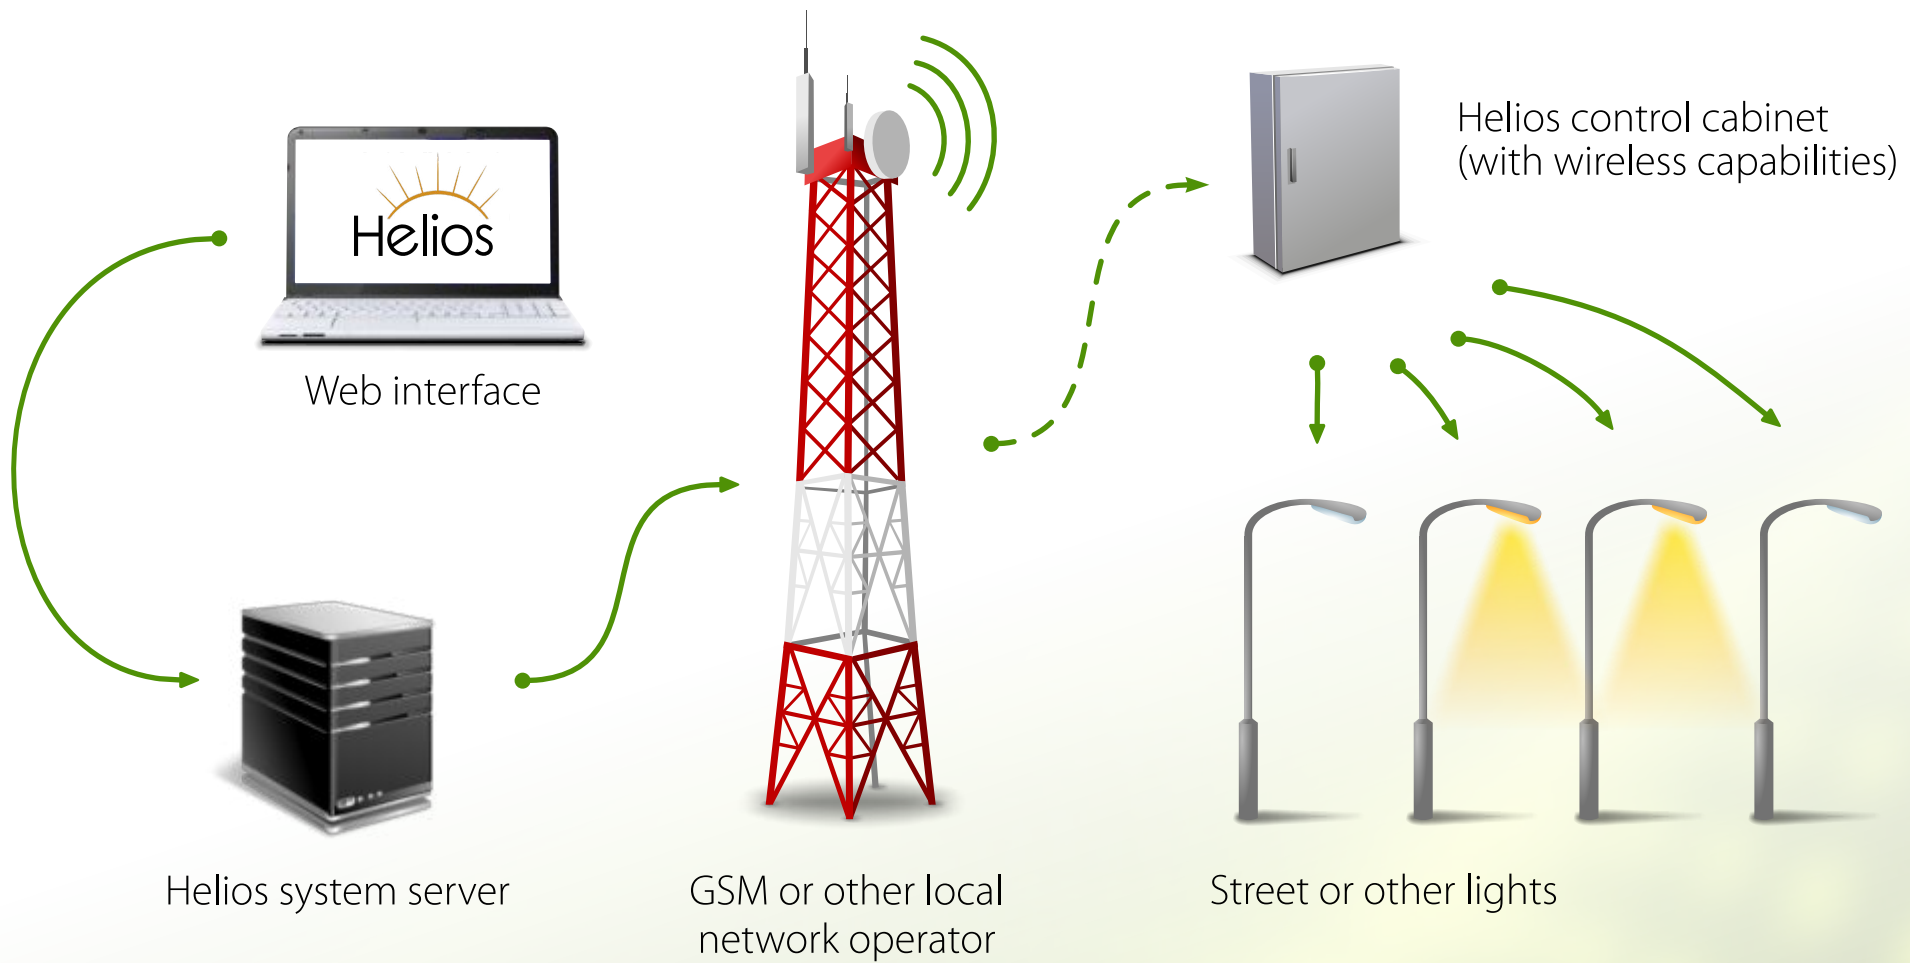 Helios
Web interface
Helios system server
GSM or other local
network operator
Helios control cabinet
(with wireless capabilities)
Street or other lights